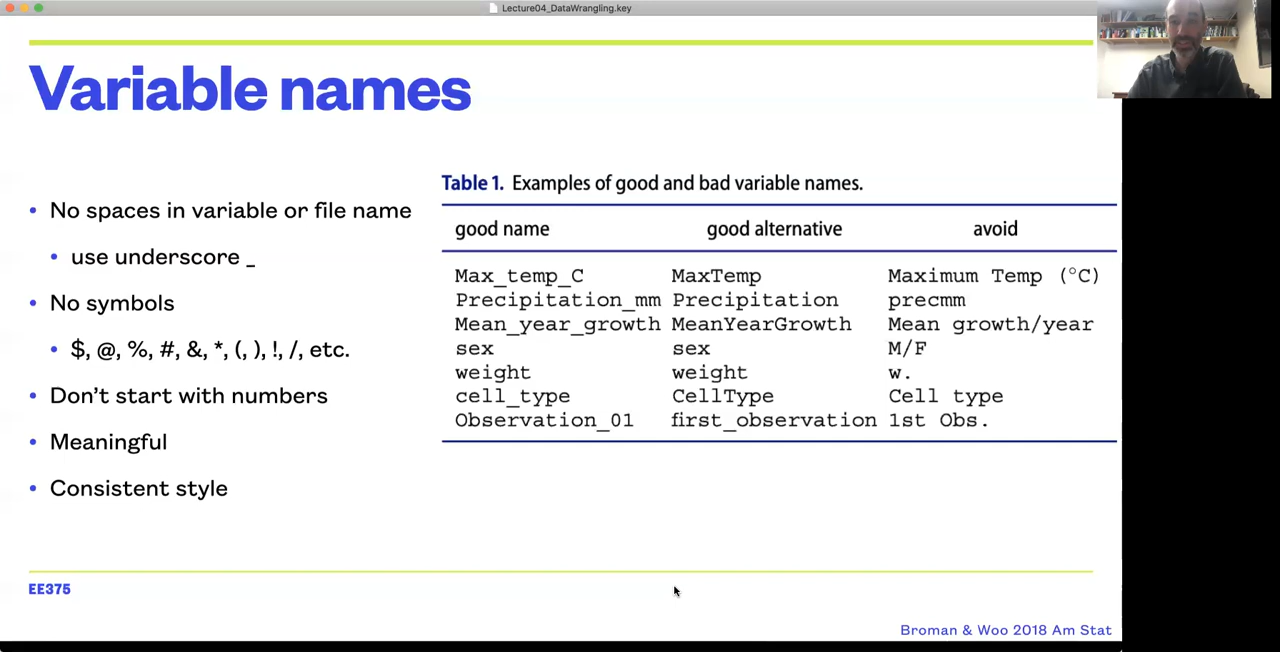 Lecture04_DataWrangling.key
Variable names
• No spaces in variable or file name
• use underscore _
• No symbols
• $, @, %, #, &, *, (, ), !, /, etc.
• Don't start with numbers
• Meaningful
• Consistent style
Table 1. Examples of good and bad variable names.
good name good alternative avoid
Max_temp_C MaxTemp Maximum Temp (°C)
Precipitation_mm Precipitation precmm
Mean_year_growth MeanYearGrowth Mean growth/year
sex sex M/F
weight weight w.
cell_type CellType Cell type
Observation_01 first_observation 1st Obs.
EE375
Broman & Woo 2018 Am Stat